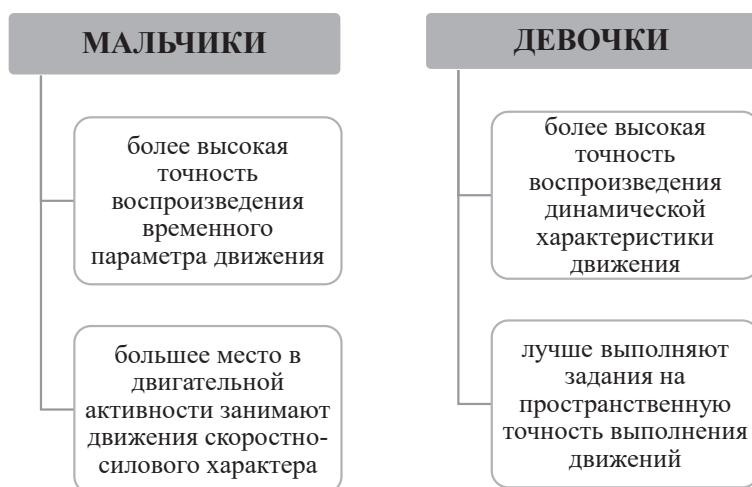 МАЛЬЧИКИ
более высокая
точность
воспроизведения
временного
параметра движения
большее место в
двигательной
активности занимают
движения скоростно-
силового характера
ДЕВОЧКИ
более высокая
точность
воспроизведения
динамической
характеристики
движения
лучше выполняют
задания на
пространственную
точность выполнения
движений